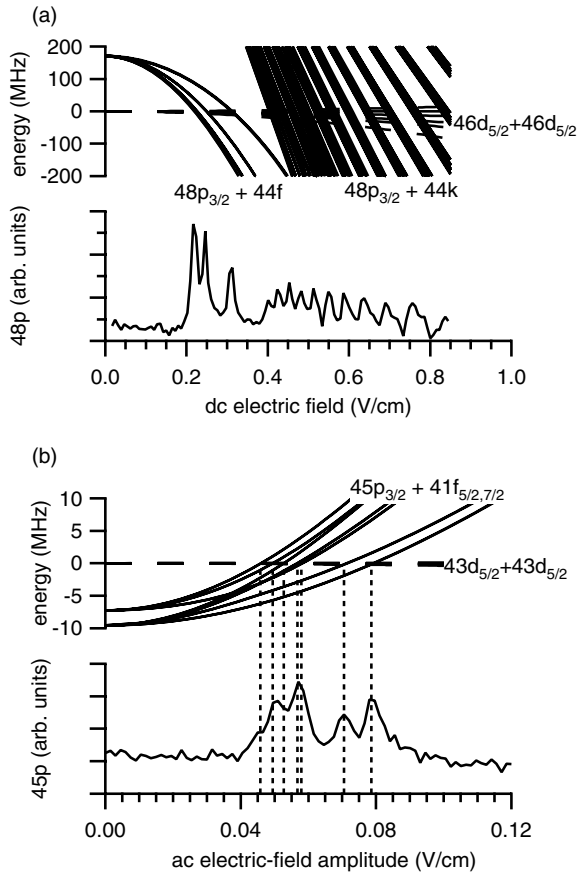 (a)
200
100
0
-100
-200
energy (MHz)
46d5/2+46d5/2
48p3/2 + 44f
48p3/2 + 44k
48p (arb. units)
0.0
0.2
0.4
0.6
0.8
1.0
dc electric field (V/cm)
(b)
10
5
0
-5
-10
energy (MHz)
45p3/2 + 41f5/2,7/2
43d5/2+43d5/2
45p (arb. units)
0.00
0.04
0.08
0.12
ac electric-field amplitude (V/cm)